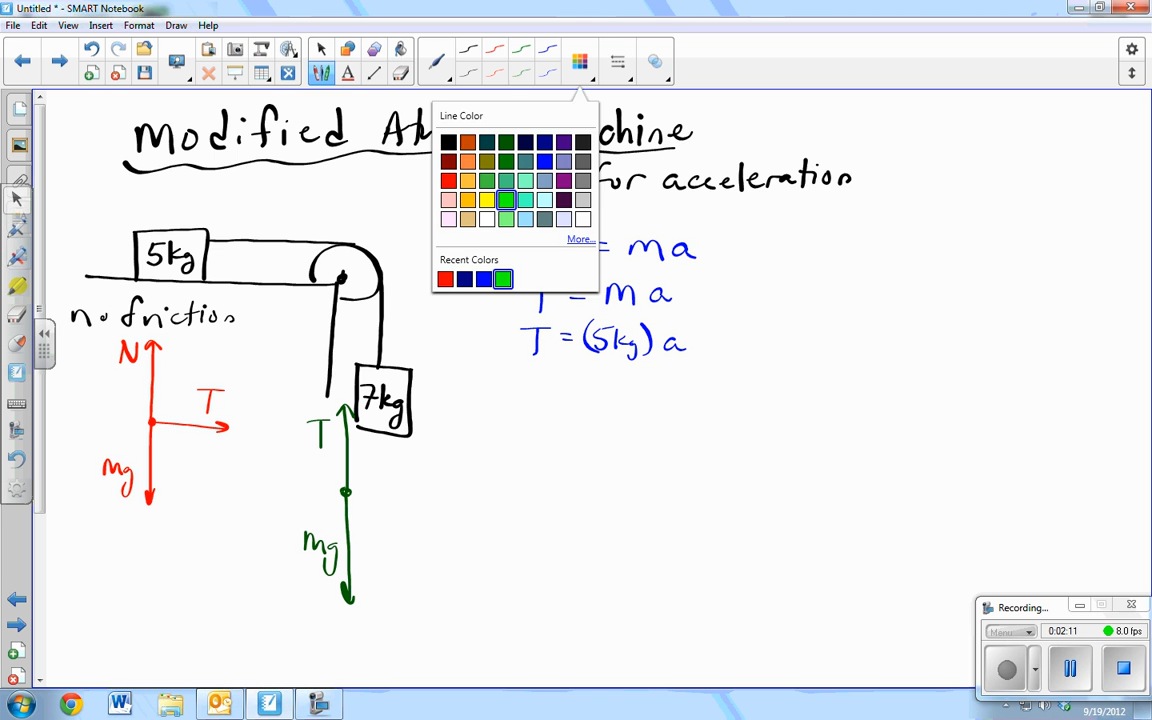 Untitled * - SMART Notebook
File Edit View Insert Format Draw Help
Line Color
More...
Recent Colors
Modified At chine
for acceleration
5kg
= ma
T = ma
no friction
T = (5kg) a
N
T
7kg
T
mg
mg
Recording...
Menu
0:02:11
8.0 fps
9/19/2012